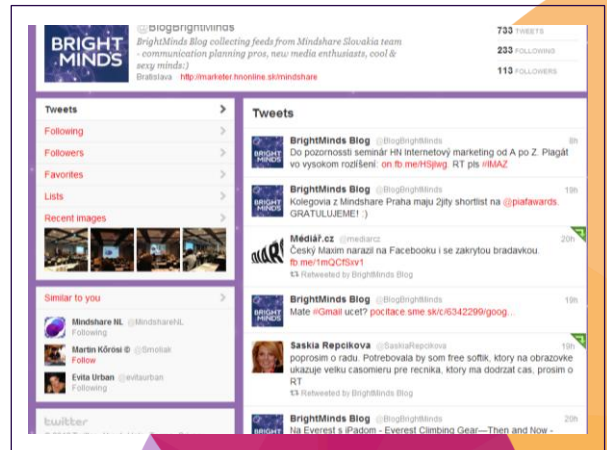 BRIGHT
MINDS
@BlogBrightMinds
BrightMinds Blog collecting feeds from Mindshare Slovakia team
- communication planning pros, new media enthusiasts, cool &
sexy minds:)
Bratislava http://marketer.hnonline.sk/mindshare
733 TWEETS
233 FOLLOWING
113 FOLLOWERS
Tweets
Following
Followers
Favorites
Lists
Recent images
Similar to you
Mindshare NL @MindshareNL
Following
Martin Kőrösi © @Smoliak
Follow
Evita Urban @evitaurban
Following
twitter
Tweets
BrightMinds Blog @BlogBrightMinds 8h
Do pozornosti seminár HN Internetový marketing od A po Z. Plagát
vo vysokom rozlíšení: on.fb.me/HSjlwg. RT pls #IMAZ
BrightMinds Blog @BlogBrightMinds 19h
Kolegovia z Mindshare Praha maju 2jity shortlist na @piafawards.
GRATULUJEME! :)
Médiář.cz @mediarcz 20h
Český Maxim narazil na Facebooku i se zakrytou bradavkou.
fb.me/1mQCfSxv1
Retweeted by BrightMinds Blog
BrightMinds Blog @BlogBrightMinds 19h
Mate #Gmail ucet? pocitace.sme.sk/c/6342299/goog…
Saskia Repcikova @SaskiaRepcikova 19h
poprosim o radu. Potrebovala by som free softik, ktory na obrazovke
ukazuje velku casomieru pre recnika, ktory ma dodrzat cas, prosim o
RT
Retweeted by BrightMinds Blog
BrightMinds Blog @BlogBrightMinds 20h
Na Everest s iPadom - Everest Climbing Gear—Then and Now -